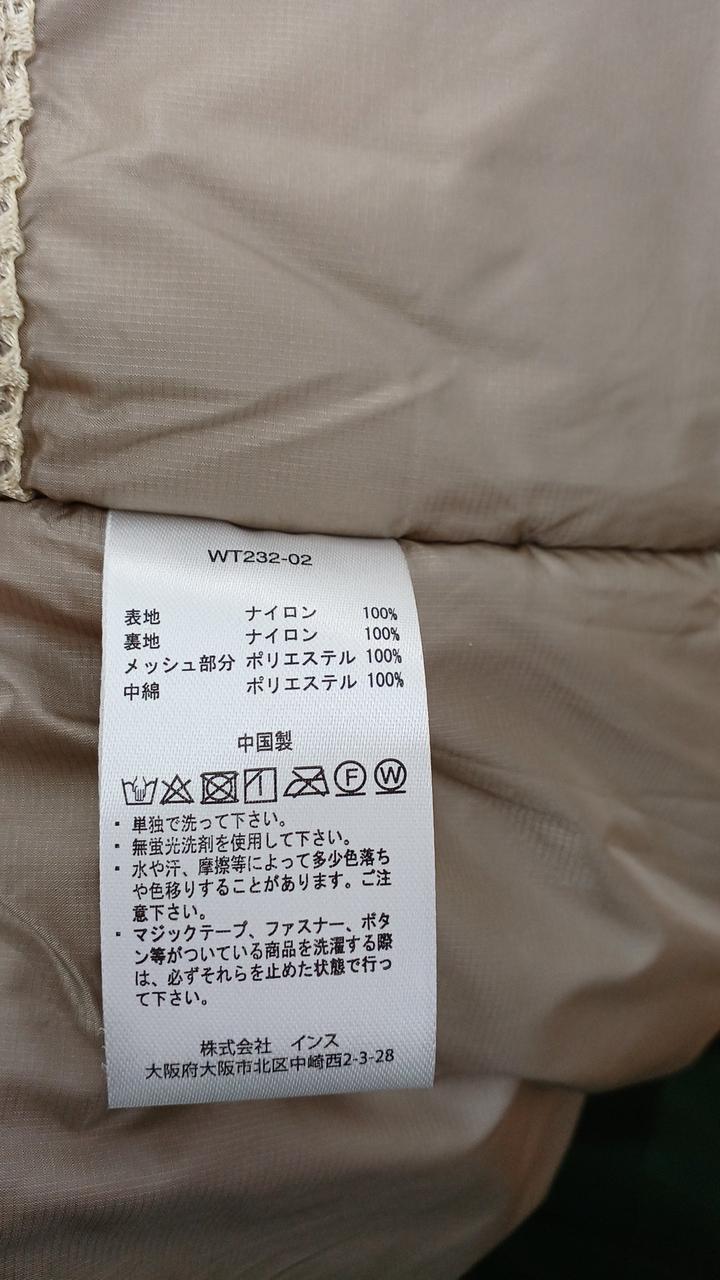 WT232-02
表地 ナイロン 100%
裏地 ナイロン 100%
メッシュ部分 ポリエステル 100%
中綿 ポリエステル 100%
中国製
F W
・単独で洗って下さい。
・無蛍光洗剤を使用して下さい。
・水や汗、摩擦等によって多少色落ち
や色移りすることがあります。ご注
意下さい。
・マジックテープ、ファスナー、ボタ
ン等がついている商品を洗濯する際
は、必ずそれらを止めた状態で行っ
て下さい。
株式会社 インス
大阪府大阪市北区中崎西2-3-28